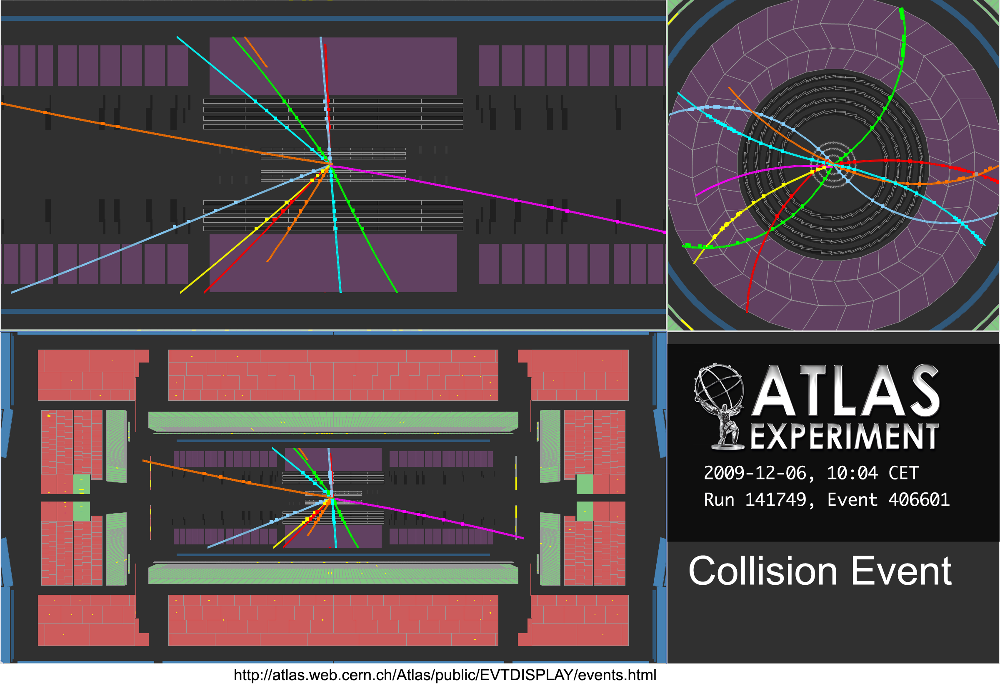 ATLAS
EXPERIMENT
2009-12-06, 10:04 CET
Run 141749, Event 406601
Collision Event
http://atlas.web.cern.ch/Atlas/public/EVTDISPLAY/events.html